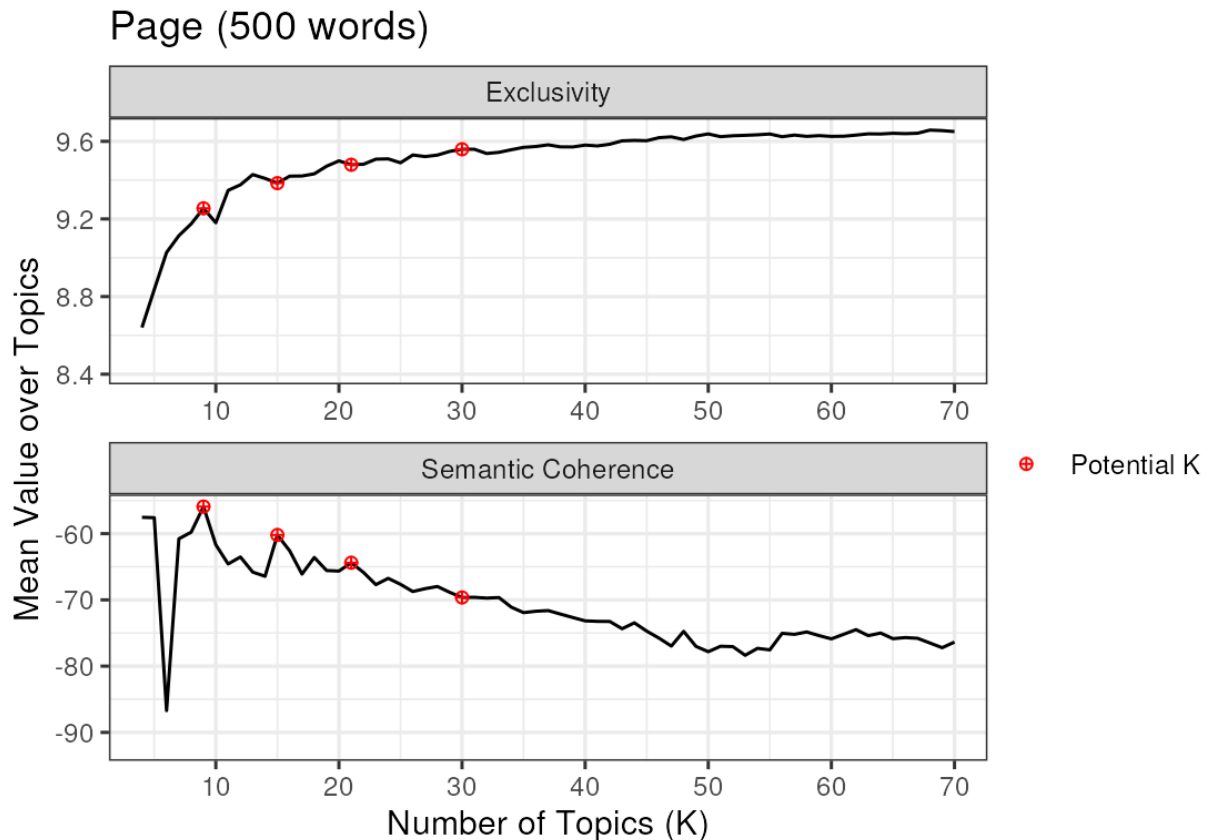 Page (500 words)
Exclusivity
9.6
9.2
8.8
8.4
10 20 30 40 50 60 70
Semantic Coherence
-60
-70
-80
-90
10 20 30 40 50 60 70
Mean Value over Topics
Number of Topics (K)
Potential K